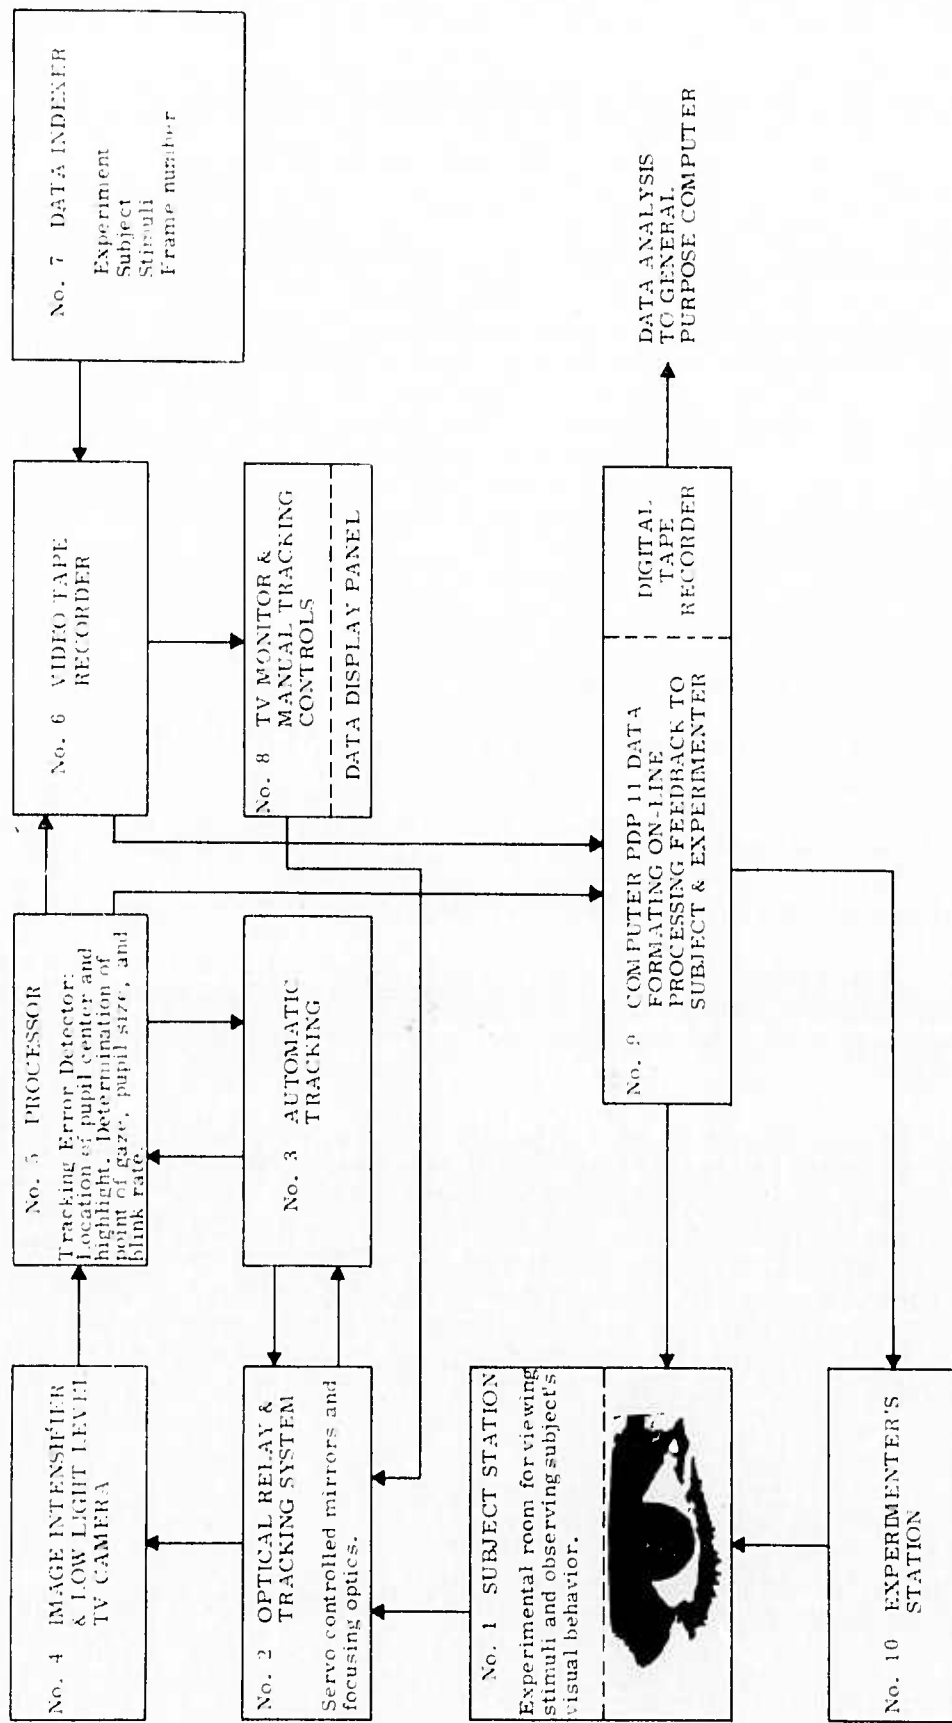 No. 4 IMAGE INTENSIFIER
& LOW LIGHT LEVEL
TV CAMERA
No. 5 PROCESSOR
Tracking Error Detector:
Location of pupil center and
highlight. Determination of
point of gaze, pupil size, and
blink rate.
No. 6 VIDEO TAPE
RECORDER
No. 7 DATA INDEXER
Experiment
Subject
Stimuli
Frame number
No. 2 OPTICAL RELAY &
TRACKING SYSTEM
Servo controlled mirrors and
focusing optics.
No. 3 AUTOMATIC
TRACKING
No. 8 TV MONITOR &
MANUAL TRACKING
CONTROLS
DATA DISPLAY PANEL
No. 1 SUBJECT STATION
Experimental room for viewing
stimuli and observing subject's
visual behavior.
No. 9 COMPUTER PDP 11 DATA
FORMATING ON-LINE
PROCESSING FEEDBACK TO
SUBJECT & EXPERIMENTER
DIGITAL
TAPE
RECORDER
DATA ANALYSIS
TO GENERAL
PURPOSE COMPUTER
No. 10 EXPERIMENTER'S
STATION